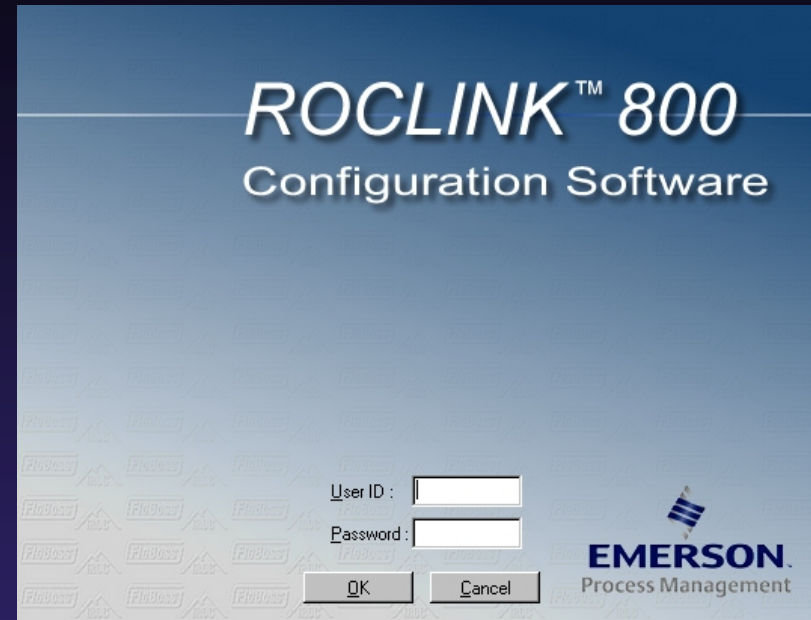 ROCLINK™ 800
Configuration Software
User ID :
Password :
OK Cancel
EMERSON.
Process Management